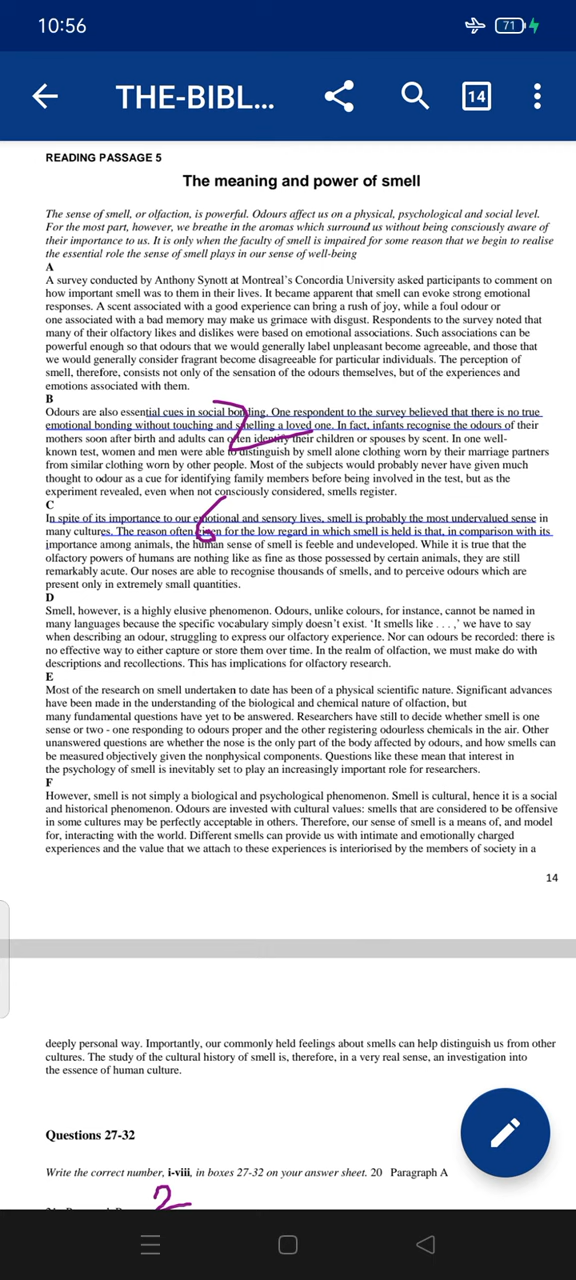 10:56
71
THE-BIBL...
14
READING PASSAGE 5
The meaning and power of smell
The sense of smell, or olfaction, is powerful. Odours affect us on a physical, psychological and social level.
For the most part, however, we breathe in the aromas which surround us without being consciously aware of
their importance to us. It is only when the faculty of smell is impaired for some reason that we begin to realise
the essential role the sense of smell plays in our sense of well-being
A
A survey conducted by Anthony Synott at Montreal's Concordia University asked participants to comment on
how important smell was to them in their lives. It became apparent that smell can evoke strong emotional
responses. A scent associated with a good experience can bring a rush of joy, while a foul odour or
one associated with a bad memory may make us grimace with disgust. Respondents to the survey noted that
many of their olfactory likes and dislikes were based on emotional associations. Such associations can be
powerful enough so that odours that we would generally label unpleasant become agreeable, and those that
we would generally consider fragrant become disagreeable for particular individuals. The perception of
smell, therefore, consists not only of the sensation of the odours themselves, but of the experiences and
emotions associated with them.
B
Odours are also essential cues in social bonding. One respondent to the survey believed that there is no true
emotional bonding without touching and smelling a loved one. In fact, infants recognise the odours of their
mothers soon after birth and adults can often identify their children or spouses by scent. In one well-
known test, women and men were able to distinguish by smell alone clothing worn by their marriage partners
from similar clothing worn by other people. Most of the subjects would probably never have given much
thought to odour as a cue for identifying family members before being involved in the test, but as the
experiment revealed, even when not consciously considered, smells register.
2
C
In spite of its importance to our emotional and sensory lives, smell is probably the most undervalued sense in
many cultures. The reason often given for the low regard in which smell is held is that, in comparison with its
importance among animals, the human sense of smell is feeble and undeveloped. While it is true that the
olfactory powers of humans are nothing like as fine as those possessed by certain animals, they are still
remarkably acute. Our noses are able to recognise thousands of smells, and to perceive odours which are
present only in extremely small quantities.
6
D
Smell, however, is a highly elusive phenomenon. Odours, unlike colours, for instance, cannot be named in
many languages because the specific vocabulary simply doesn't exist. 'It smells like . . . ,' we have to say
when describing an odour, struggling to express our olfactory experience. Nor can odours be recorded: there is
no effective way to either capture or store them over time. In the realm of olfaction, we must make do with
descriptions and recollections. This has implications for olfactory research.
E
Most of the research on smell undertaken to date has been of a physical scientific nature. Significant advances
have been made in the understanding of the biological and chemical nature of olfaction, but
many fundamental questions have yet to be answered. Researchers have still to decide whether smell is one
sense or two - one responding to odours proper and the other registering odourless chemicals in the air. Other
unanswered questions are whether the nose is the only part of the body affected by odours, and how smells can
be measured objectively given the nonphysical components. Questions like these mean that interest in
the psychology of smell is inevitably set to play an increasingly important role for researchers.
F
However, smell is not simply a biological and psychological phenomenon. Smell is cultural, hence it is a social
and historical phenomenon. Odours are invested with cultural values: smells that are considered to be offensive
in some cultures may be perfectly acceptable in others. Therefore, our sense of smell is a means of, and model
for, interacting with the world. Different smells can provide us with intimate and emotionally charged
experiences and the value that we attach to these experiences is interiorised by the members of society in a
14
deeply personal way. Importantly, our commonly held feelings about smells can help distinguish us from other
cultures. The study of the cultural history of smell is, therefore, in a very real sense, an investigation into
the essence of human culture.
Questions 27-32
Write the correct number, i-viii, in boxes 27-32 on your answer sheet. 20 Paragraph A
2